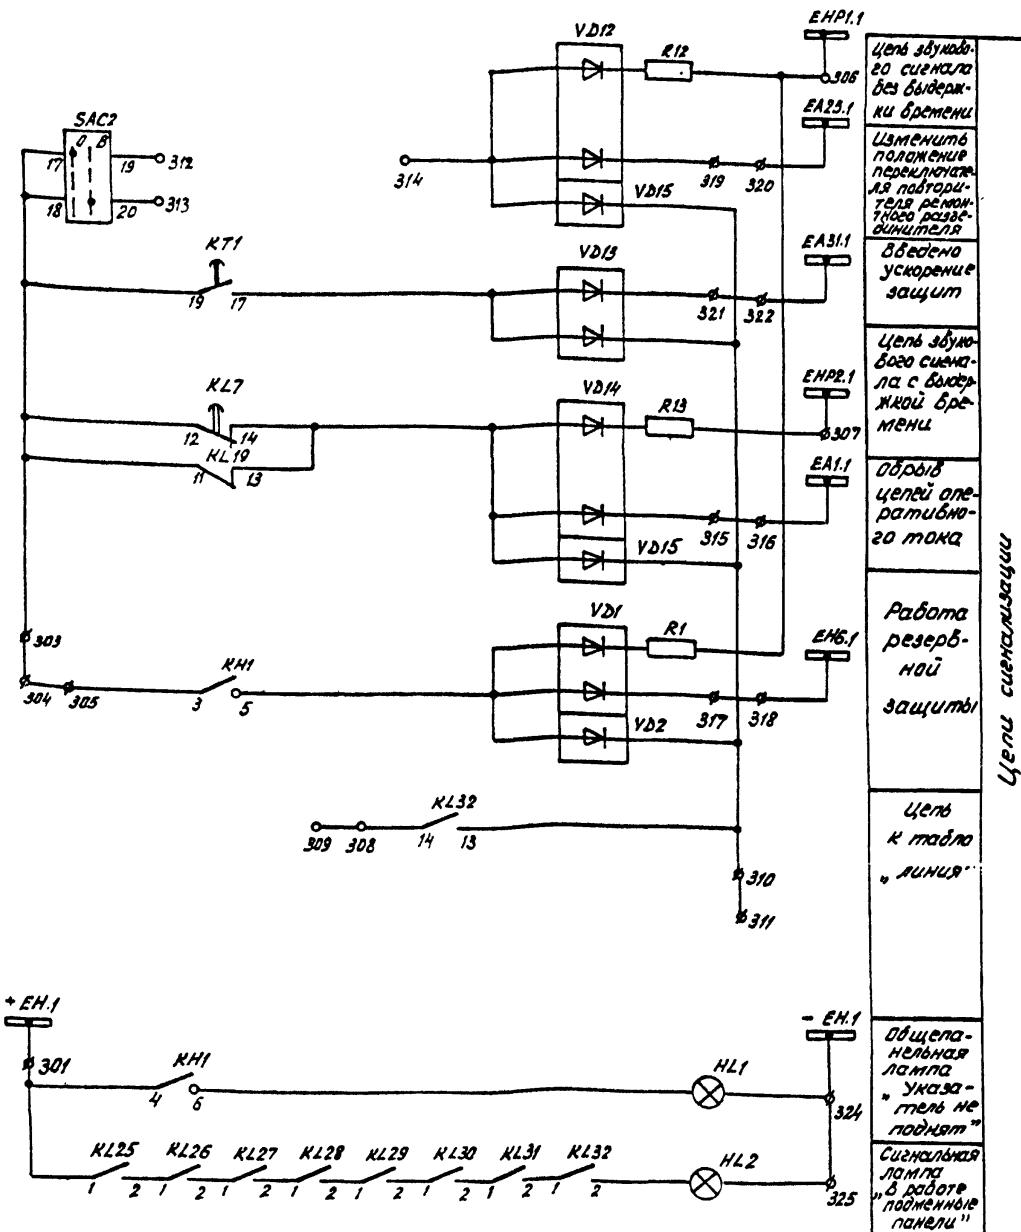 VD12
EHP1.1
R12
306
Цепь звуково-
го сигнала
без выдерж-
ки времени
SAC2
О В
17
19
312
18
20
313
314
EA23.1
319
320
VD15
Изменить
положение
переключате-
ля повтори-
теля ремон-
тного разъе-
динителя
KT1
19
17
VD13
EA31.1
321
322
Введено
ускорение
защит
KL7
12
14
KL19
11
13
VD14
R13
EHP2.1
307
Цепь звуко-
вого сигна-
ла с выдер-
жкой вре-
мени
EA1.1
315
316
VD15
Обрыв
цепей опе-
ративно-
го тока
303
304
305
KH1
3
5
VD1
R1
EH6.1
317
318
VD2
Работа
резерв-
ной
защиты
309
308
KL32
14
13
310
311
Цепь
к табло
„линия"
Цепи сигнализации
+ EH.1
301
KH1
4
6
HL1
- EH.1
324
Общепа-
нельная
лампа
„Указа-
тель не
поднят"
KL25
KL26
KL27
KL28
KL29
KL30
KL31
KL32
1 2 1 2 1 2 1 2 1 2 1 2 1 2 1 2
HL2
325
Сигнальная
лампа
„В работе
подменные
панели"